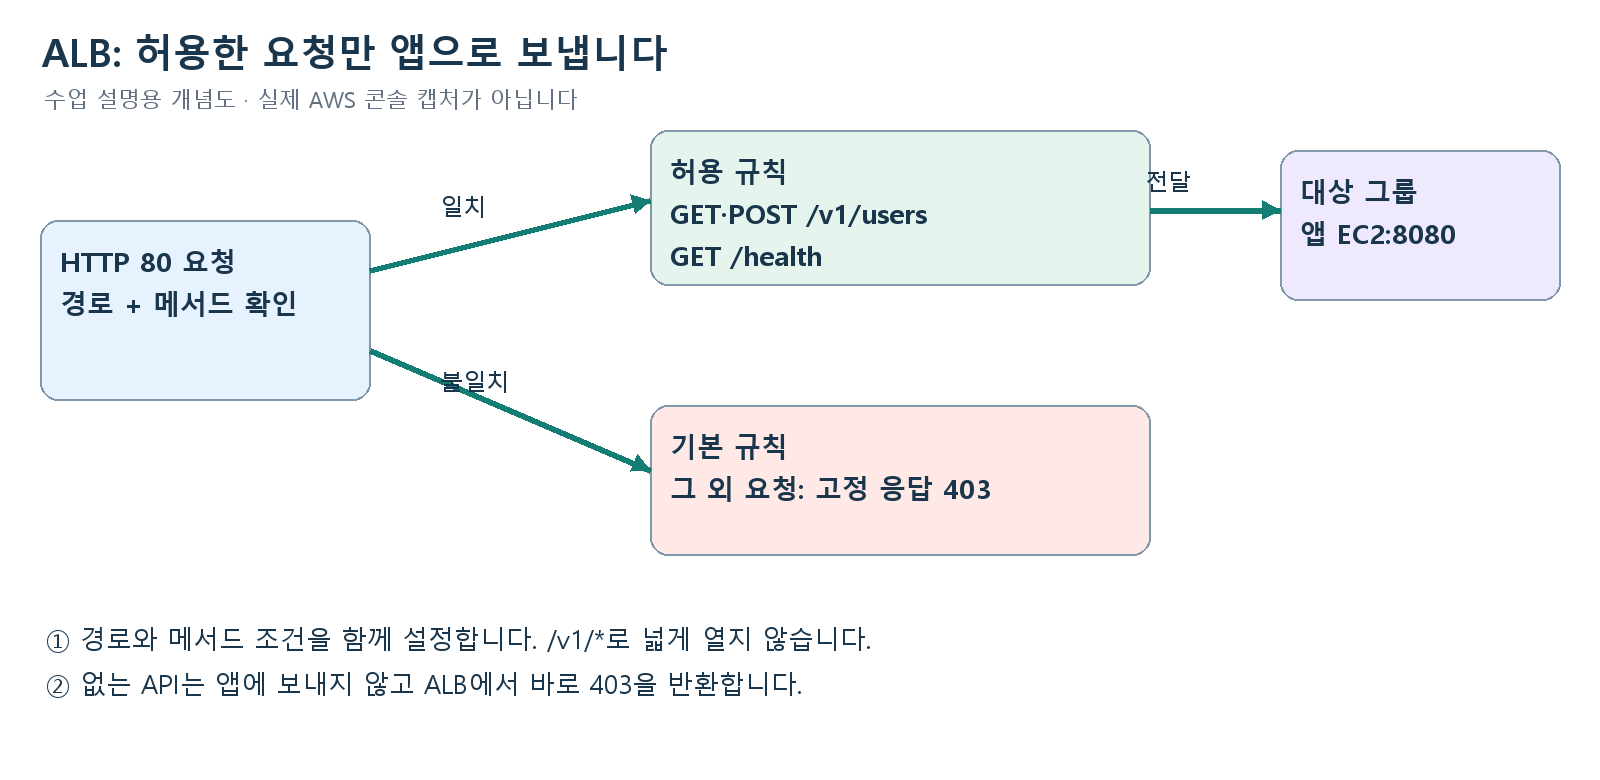 ALB: 허용한 요청만 앱으로 보냅니다
수업 설명용 개념도 · 실제 AWS 콘솔 캡처가 아닙니다
HTTP 80 요청
경로 + 메서드 확인
일치
불일치
허용 규칙
GET·POST /v1/users
GET /health
전달
대상 그룹
앱 EC2:8080
기본 규칙
그 외 요청: 고정 응답 403
① 경로와 메서드 조건을 함께 설정합니다. /v1/*로 넓게 열지 않습니다.
② 없는 API는 앱에 보내지 않고 ALB에서 바로 403을 반환합니다.